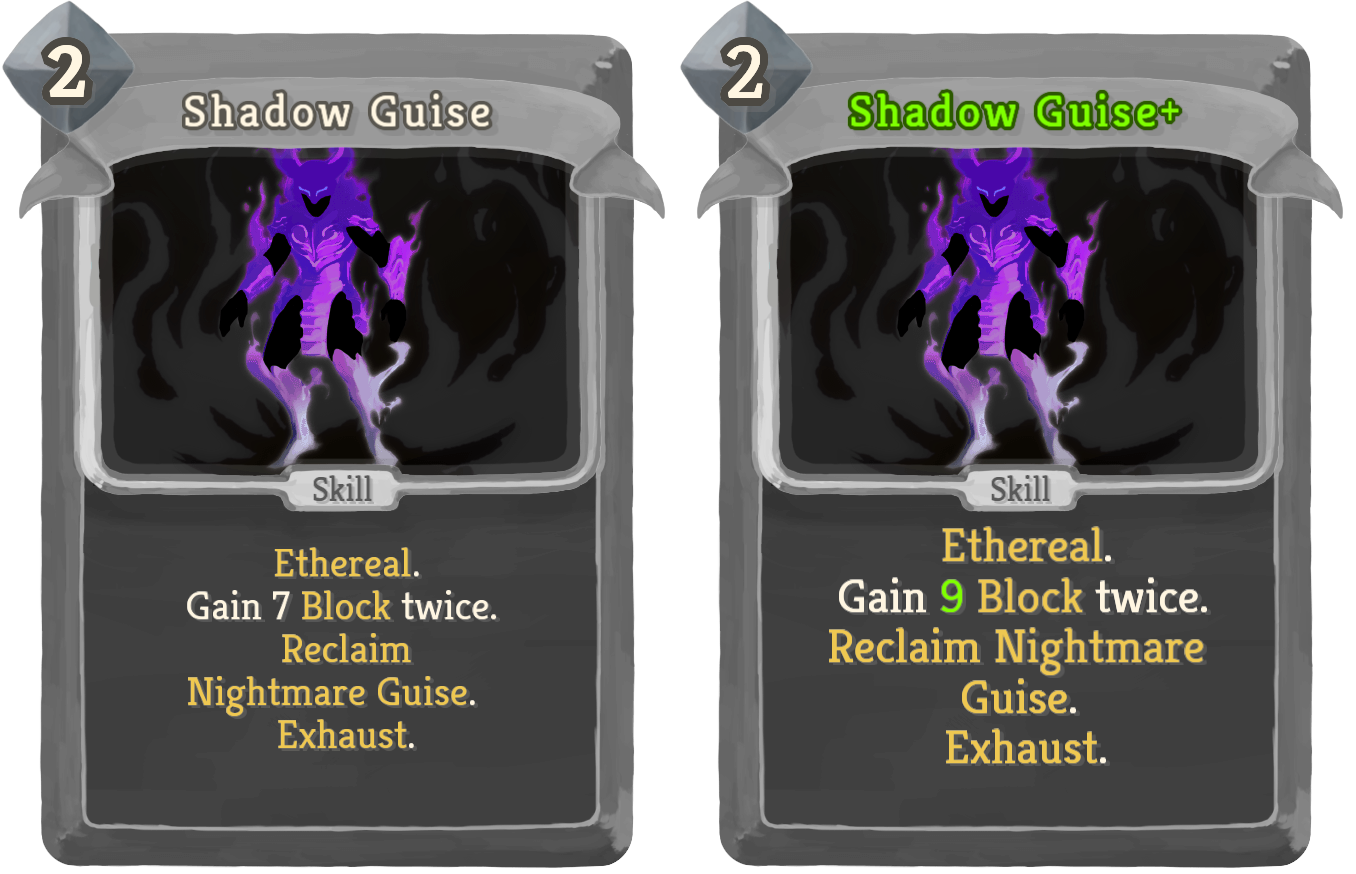 2
Shadow Guise
Skill
Ethereal.
Gain 7 Block twice.
Reclaim
Nightmare Guise.
Exhaust.
2
Shadow Guise+
Skill
Ethereal.
Gain 9 Block twice.
Reclaim Nightmare
Guise.
Exhaust.